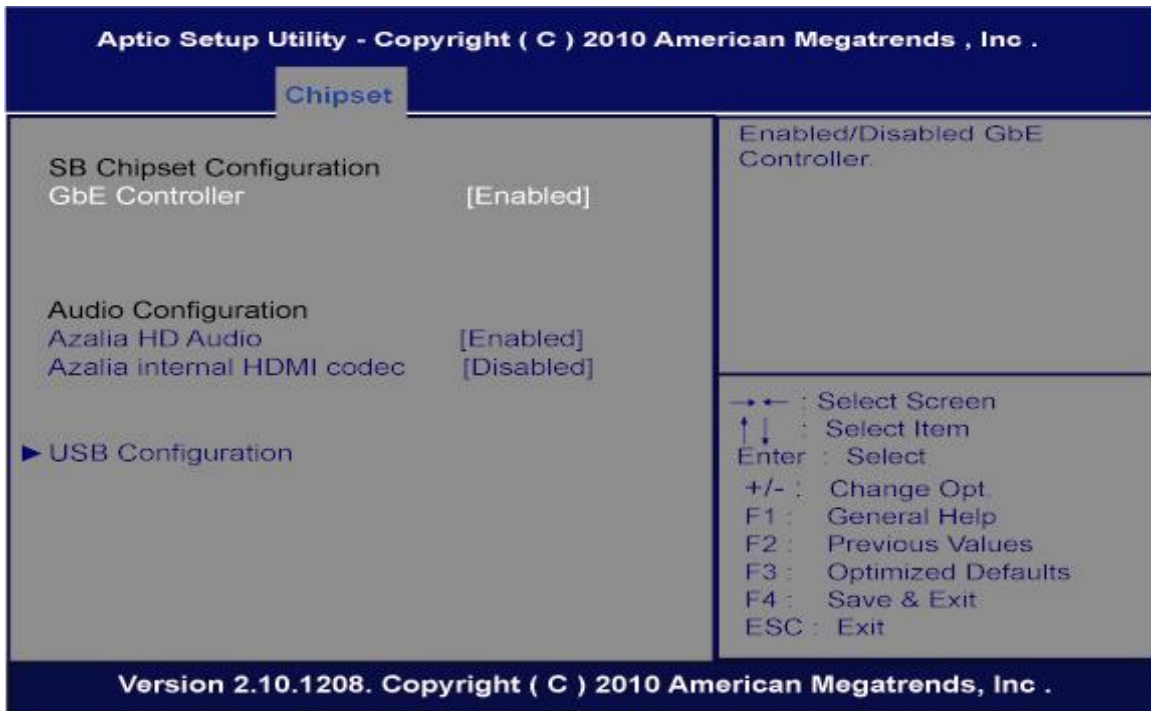 Aptio Setup Utility - Copyright ( C ) 2010 American Megatrends , Inc .
Chipset
SB Chipset Configuration
GbE Controller [Enabled]
Audio Configuration
Azalia HD Audio [Enabled]
Azalia internal HDMI codec [Disabled]
► USB Configuration
Enabled/Disabled GbE
Controller.
→ ← : Select Screen
↑ ↓ : Select Item
Enter : Select
+/- : Change Opt.
F1 : General Help
F2 : Previous Values
F3 : Optimized Defaults
F4 : Save & Exit
ESC : Exit
Version 2.10.1208. Copyright ( C ) 2010 American Megatrends, Inc .